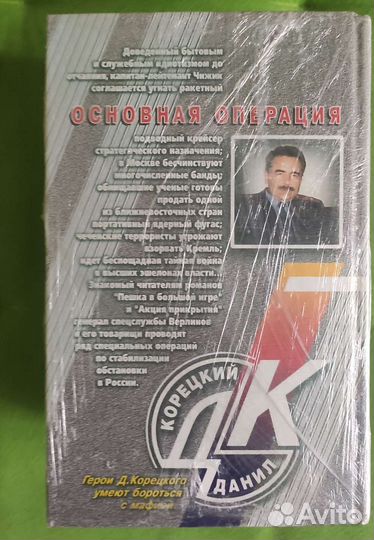 Доведенный бытовым
и служебным идиотизмом до
отчаяния, капитан-лейтенант Чижик
соглашается угнать ракетный
ОСНОВНАЯ ОПЕРАЦИЯ
подводный крейсер
стратегического назначения;
в Москве бесчинствуют
многочисленные банды;
обнищавшие ученые готовы
продать одной
из ближневосточных стран
портативный ядерный фугас;
чеченские террористы угрожают
взорвать Кремль;
идет беспощадная тайная война
в высших эшелонах власти...
Знакомый читателям романов
"Пешка в большой игре"
и "Акция прикрытия"
генерал спецслужбы Верлинов
и его товарищи проводят
ряд специальных операций
по стабилизации
обстановки
в России.
КОРЕЦКИЙ
ДК
ДАНИЛ
Герои Д.Корецкого
умеют бороться
с мафией
Avito